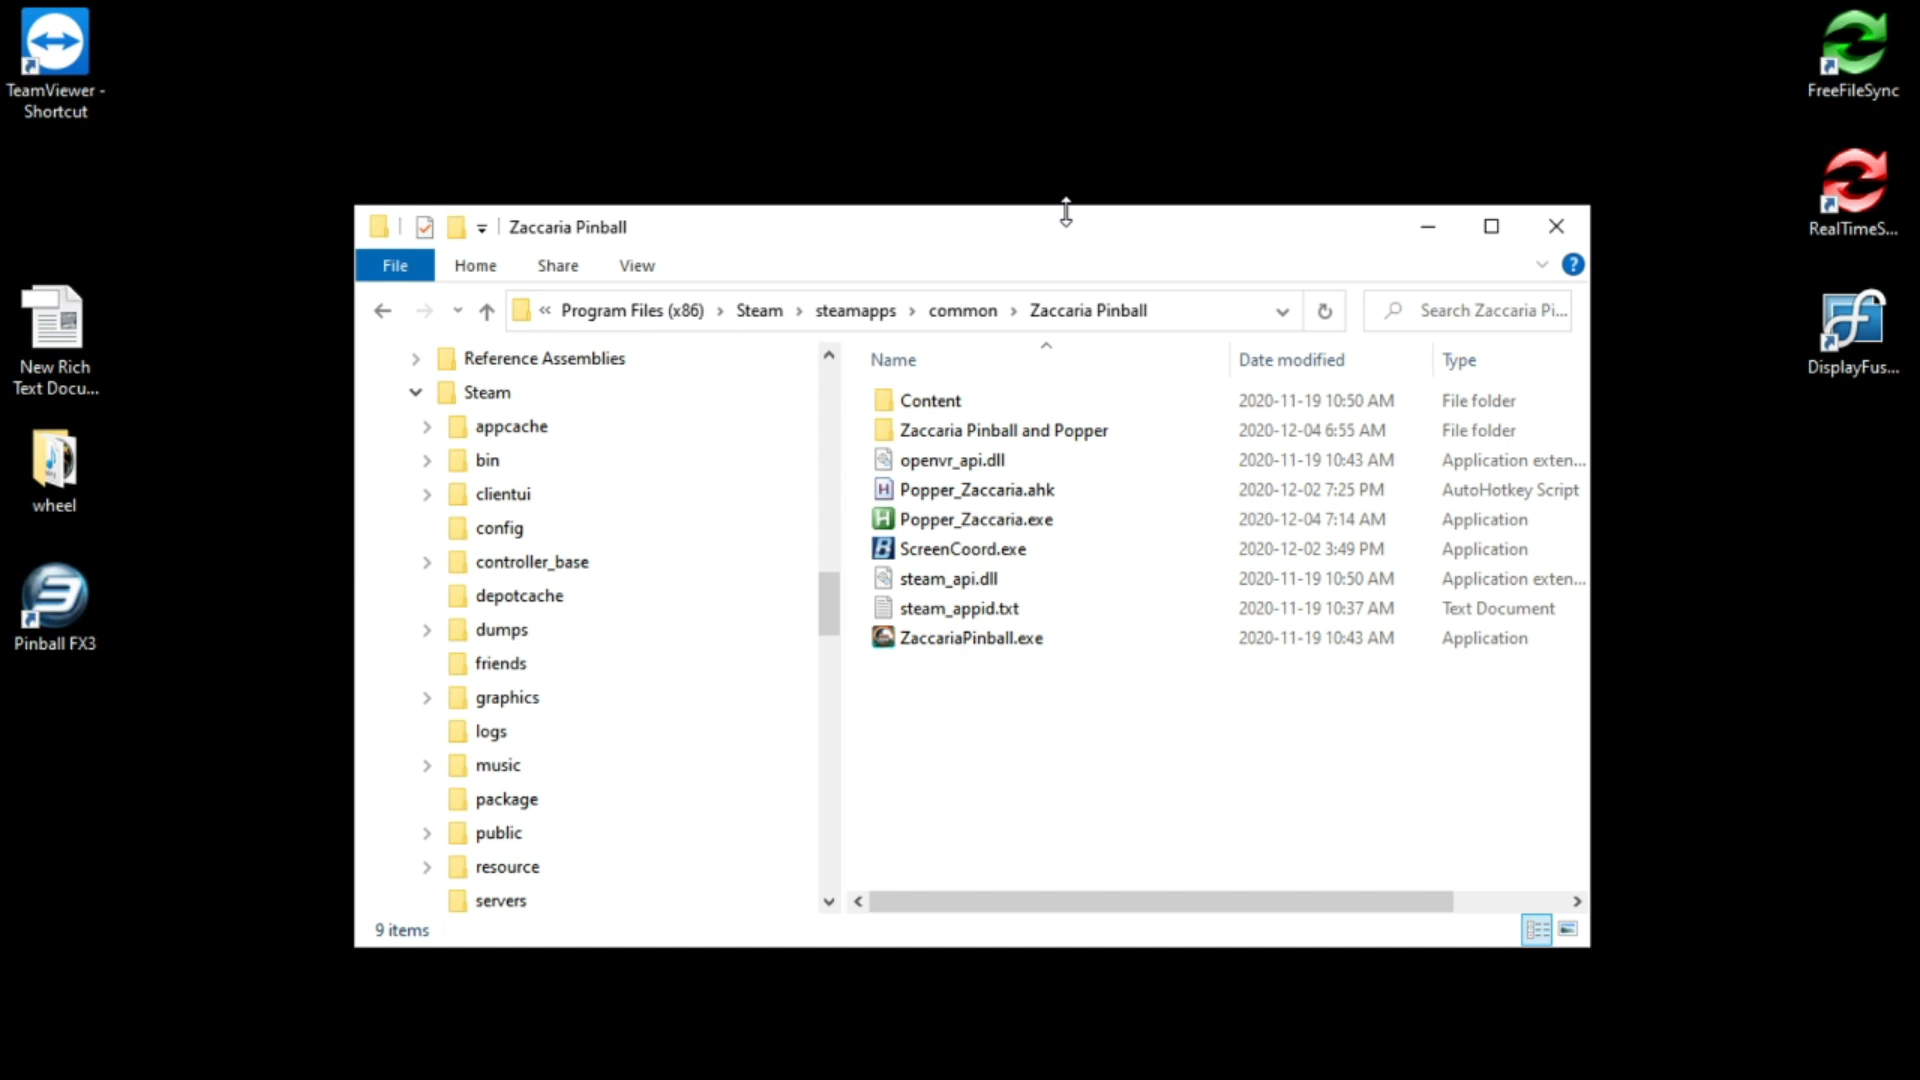 TeamViewer -
Shortcut
New Rich
Text Docu...
wheel
Pinball FX3
FreeFileSync
RealTimeS...
DisplayFus...
Zaccaria Pinball
File Home Share View
« Program Files (x86) › Steam › steamapps › common › Zaccaria Pinball
Search Zaccaria Pi...
Reference Assemblies
Steam
appcache
bin
clientui
config
controller_base
depotcache
dumps
friends
graphics
logs
music
package
public
resource
servers
Name Date modified Type
Content 2020-11-19 10:50 AM File folder
Zaccaria Pinball and Popper 2020-12-04 6:55 AM File folder
openvr_api.dll 2020-11-19 10:43 AM Application exten...
Popper_Zaccaria.ahk 2020-12-02 7:25 PM AutoHotkey Script
Popper_Zaccaria.exe 2020-12-04 7:14 AM Application
ScreenCoord.exe 2020-12-02 3:49 PM Application
steam_api.dll 2020-11-19 10:50 AM Application exten...
steam_appid.txt 2020-11-19 10:37 AM Text Document
ZaccariaPinball.exe 2020-11-19 10:43 AM Application
9 items